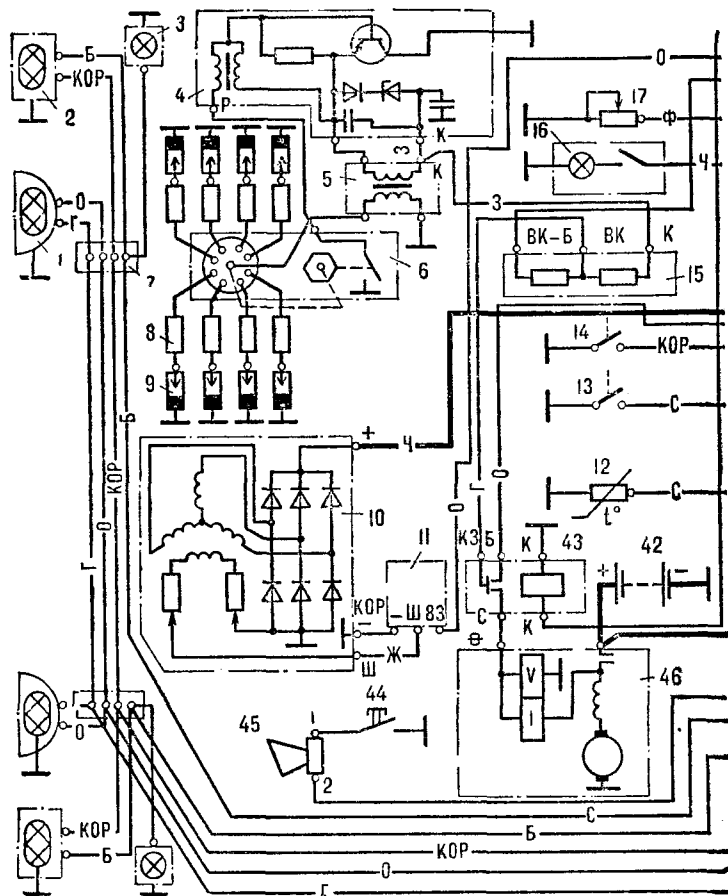 3
Б
КОР
2
4
Р
К
О
17
Ф
16
Ч
З
К
5
З
О
Г
1
7
6
ВК-Б
ВК
К
15
8
9
14
КОР
13
С
Б
+
Ч
12
t°
С
10
КОР
О
Г
О
Г
О
11
КЗ
Б
К
43
42
+
-
КОР
-
Ш
83
С
К
Ж
Ш
Ф
V
I
46
44
45
1
2
О
С
Б
КОР
КОР
Б
О
Г